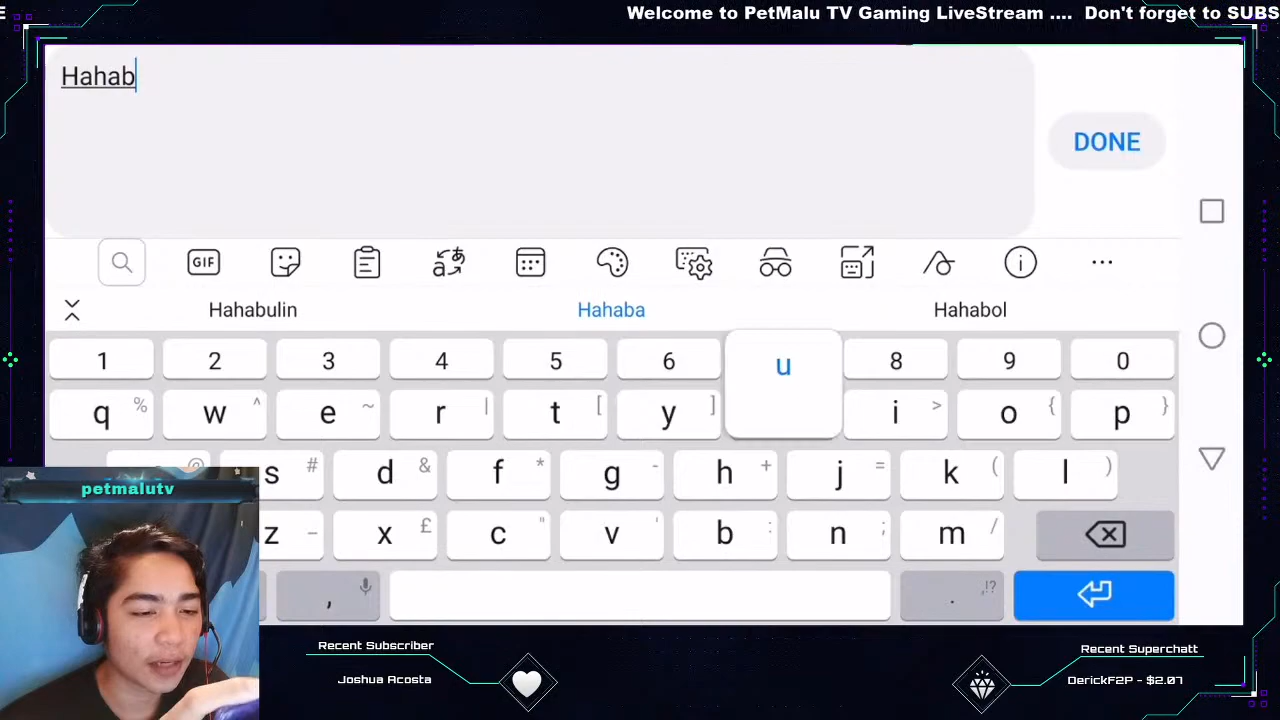 Welcome to PetMalu TV Gaming LiveStream .... Don't forget to SUBS
Hahab
DONE
GIF
Hahabulin Hahaba Hahabol
1 2 3 4 5 6 8 9 0
q % w ^ e ~ r | t [ y ] u i > o { p }
@ s # d & f * g - h + j = k ( l )
z _ x £ c " v ' b : n ; m /
, . ,!?
petmalutv
Recent Subscriber
Joshua Acosta
Recent Superchatt
DerickF2P - $2.07